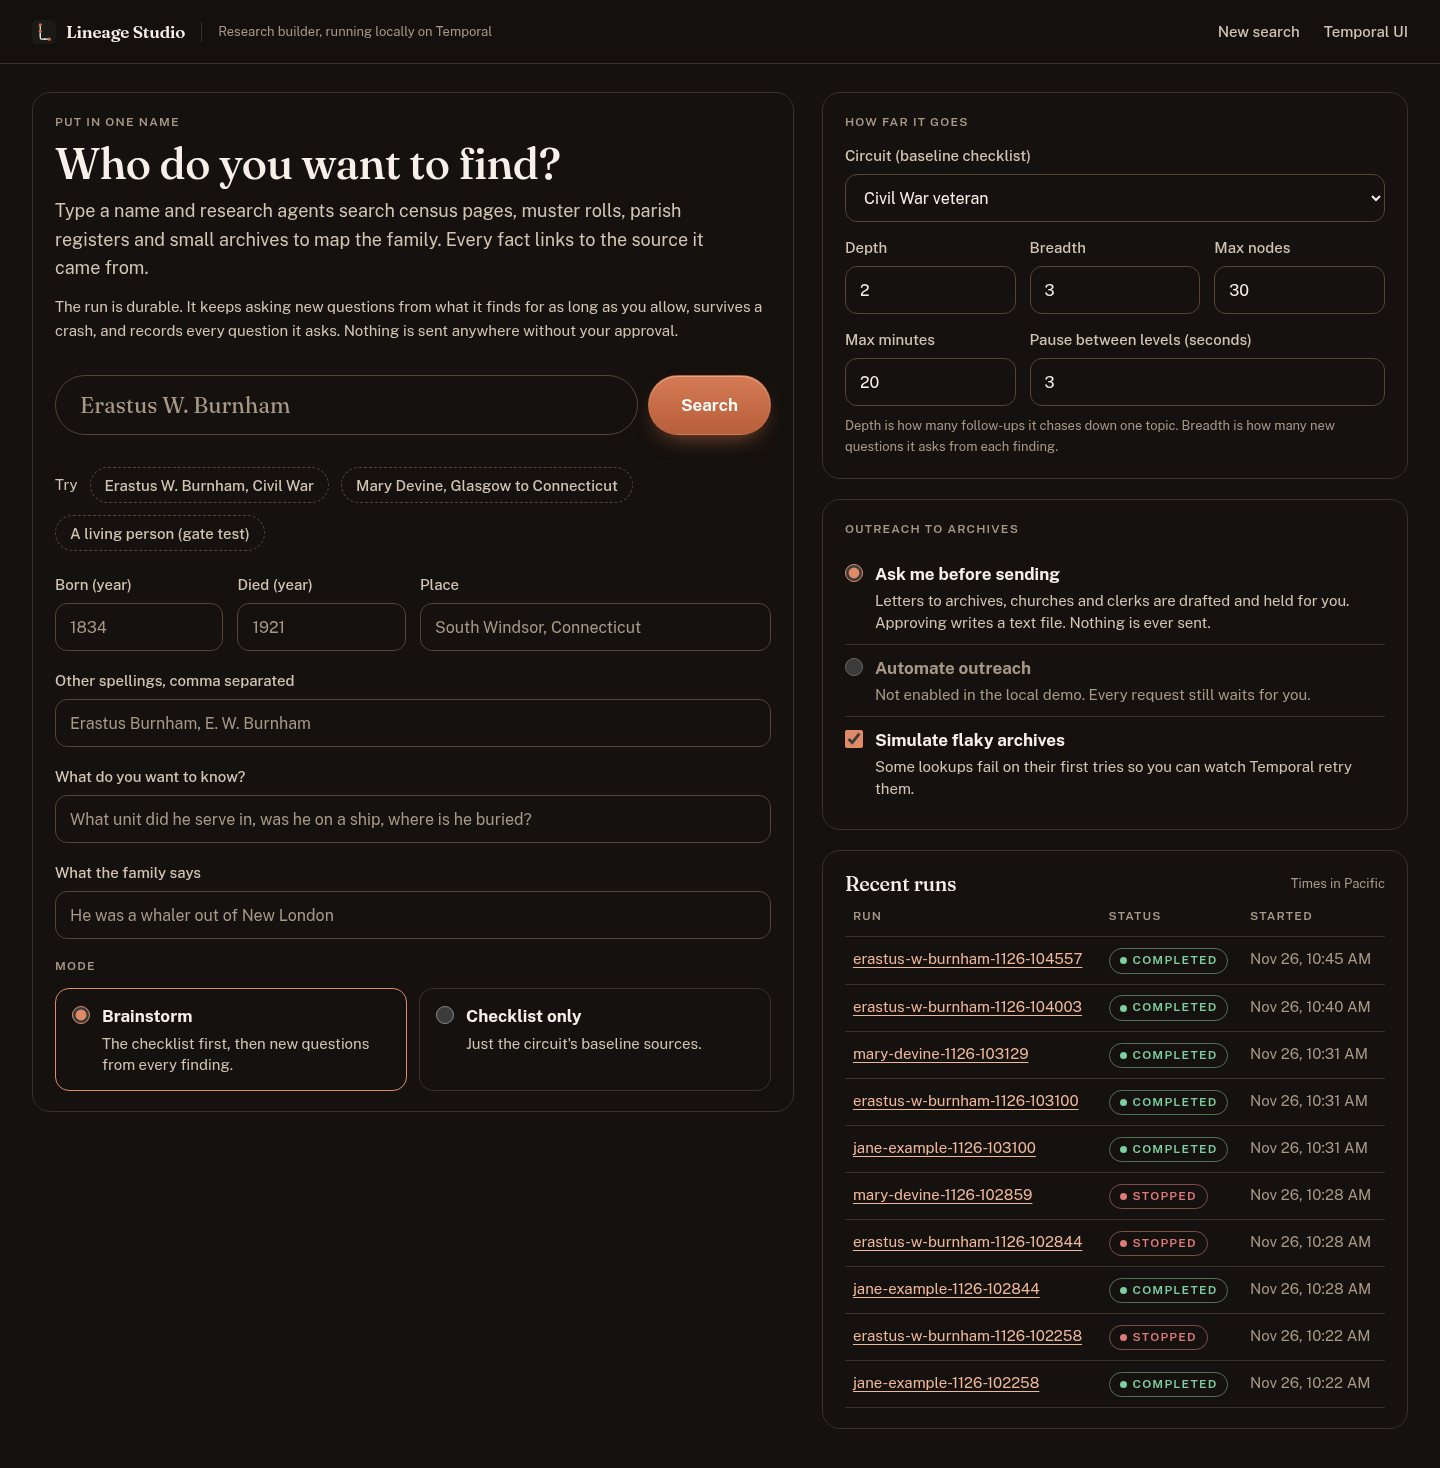 Lineage Studio
Research builder, running locally on Temporal
New search
Temporal UI
PUT IN ONE NAME
Who do you want to find?
Type a name and research agents search census pages, muster rolls, parish
registers and small archives to map the family. Every fact links to the source it
came from.
The run is durable. It keeps asking new questions from what it finds for as long as you allow, survives a
crash, and records every question it asks. Nothing is sent anywhere without your approval.
Erastus W. Burnham
Search
Try
Erastus W. Burnham, Civil War
Mary Devine, Glasgow to Connecticut
A living person (gate test)
Born (year)
Died (year)
Place
1834
1921
South Windsor, Connecticut
Other spellings, comma separated
Erastus Burnham, E. W. Burnham
What do you want to know?
What unit did he serve in, was he on a ship, where is he buried?
What the family says
He was a whaler out of New London
MODE
Brainstorm
The checklist first, then new questions
from every finding.
Checklist only
Just the circuit's baseline sources.
HOW FAR IT GOES
Circuit (baseline checklist)
Civil War veteran
Depth
Breadth
Max nodes
2
3
30
Max minutes
Pause between levels (seconds)
20
3
Depth is how many follow-ups it chases down one topic. Breadth is how many new
questions it asks from each finding.
OUTREACH TO ARCHIVES
Ask me before sending
Letters to archives, churches and clerks are drafted and held for you.
Approving writes a text file. Nothing is ever sent.
Automate outreach
Not enabled in the local demo. Every request still waits for you.
Simulate flaky archives
Some lookups fail on their first tries so you can watch Temporal retry
them.
Recent runs
Times in Pacific
RUN STATUS STARTED
erastus-w-burnham-1126-104557 COMPLETED Nov 26, 10:45 AM
erastus-w-burnham-1126-104003 COMPLETED Nov 26, 10:40 AM
mary-devine-1126-103129 COMPLETED Nov 26, 10:31 AM
erastus-w-burnham-1126-103100 COMPLETED Nov 26, 10:31 AM
jane-example-1126-103100 COMPLETED Nov 26, 10:31 AM
mary-devine-1126-102859 STOPPED Nov 26, 10:28 AM
erastus-w-burnham-1126-102844 STOPPED Nov 26, 10:28 AM
jane-example-1126-102844 COMPLETED Nov 26, 10:28 AM
erastus-w-burnham-1126-102258 STOPPED Nov 26, 10:22 AM
jane-example-1126-102258 COMPLETED Nov 26, 10:22 AM